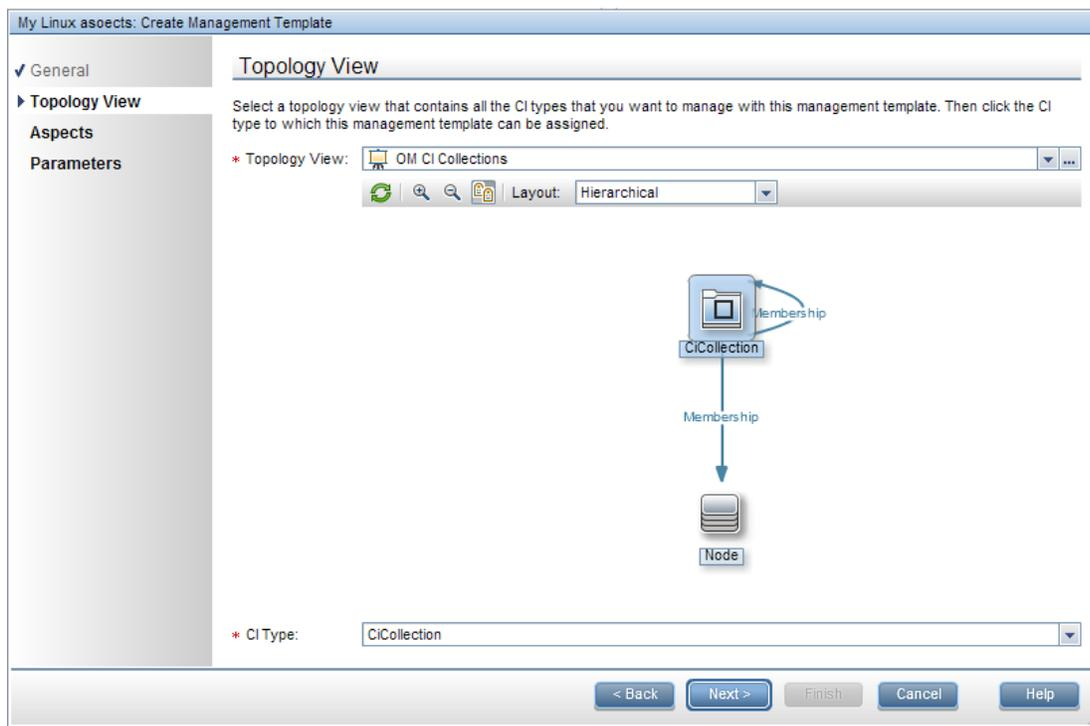 My Linux asoects: Create Management Template
General
Topology View
Aspects
Parameters
Topology View
Select a topology view that contains all the CI types that you want to manage with this management template. Then click the CI
type to which this management template can be assigned.
* Topology View: OM CI Collections ...
Layout: Hierarchical
Membership
CiCollection
Membership
Node
* CI Type: CiCollection
< Back Next > Finish Cancel Help